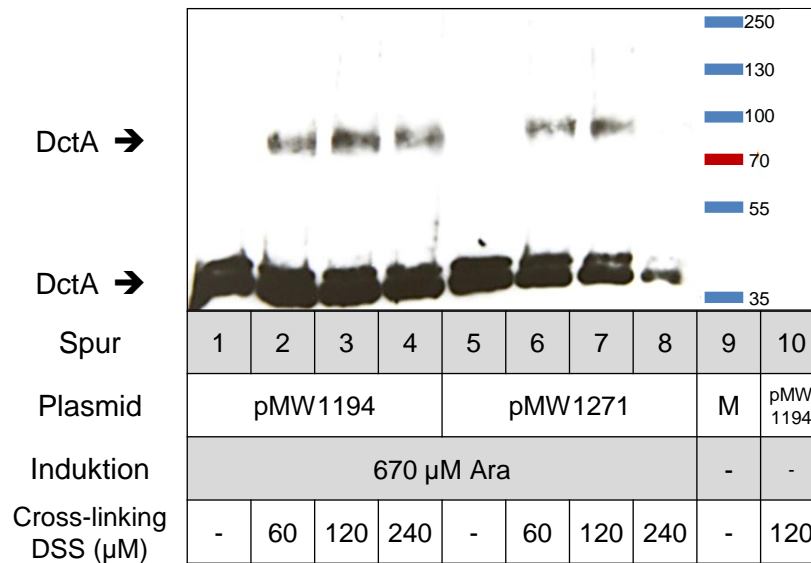 250
130
100
DctA ➔
70
55
DctA ➔
35
Spur 1 2 3 4 5 6 7 8 9 10
Plasmid pMW1194 pMW1271 M pMW
1194
Induktion 670 µM Ara - -
Cross-linking
DSS (µM) - 60 120 240 - 60 120 240 - 120